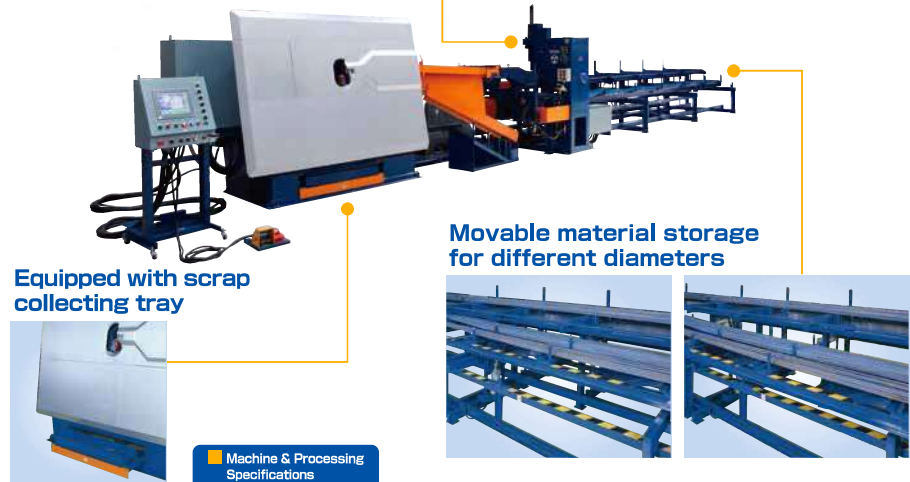 Movable material storage
for different diameters
Equipped with scrap
collecting tray
Machine & Processing
Specifications